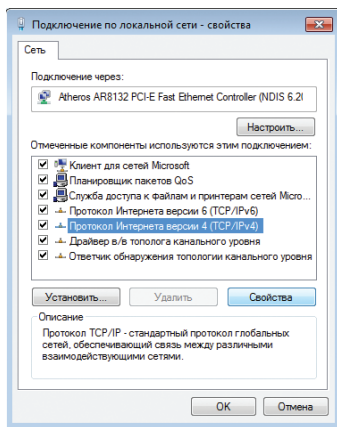 Подключение по локальной сети - свойства
Сеть
Подключение через:
Atheros AR8132 PCI-E Fast Ethernet Controller (NDIS 6.20
Настроить...
Отмеченные компоненты используются этим подключением:
Клиент для сетей Microsoft
Планировщик пакетов QoS
Служба доступа к файлам и принтерам сетей Micro...
Протокол Интернета версии 6 (TCP/IPv6)
Протокол Интернета версии 4 (TCP/IPv4)
Драйвер в/в тополога канального уровня
Ответчик обнаружения топологии канального уровня
Установить...
Удалить
Свойства
Описание
Протокол TCP/IP - стандартный протокол глобальных
сетей, обеспечивающий связь между различными
взаимодействующими сетями.
OK
Отмена